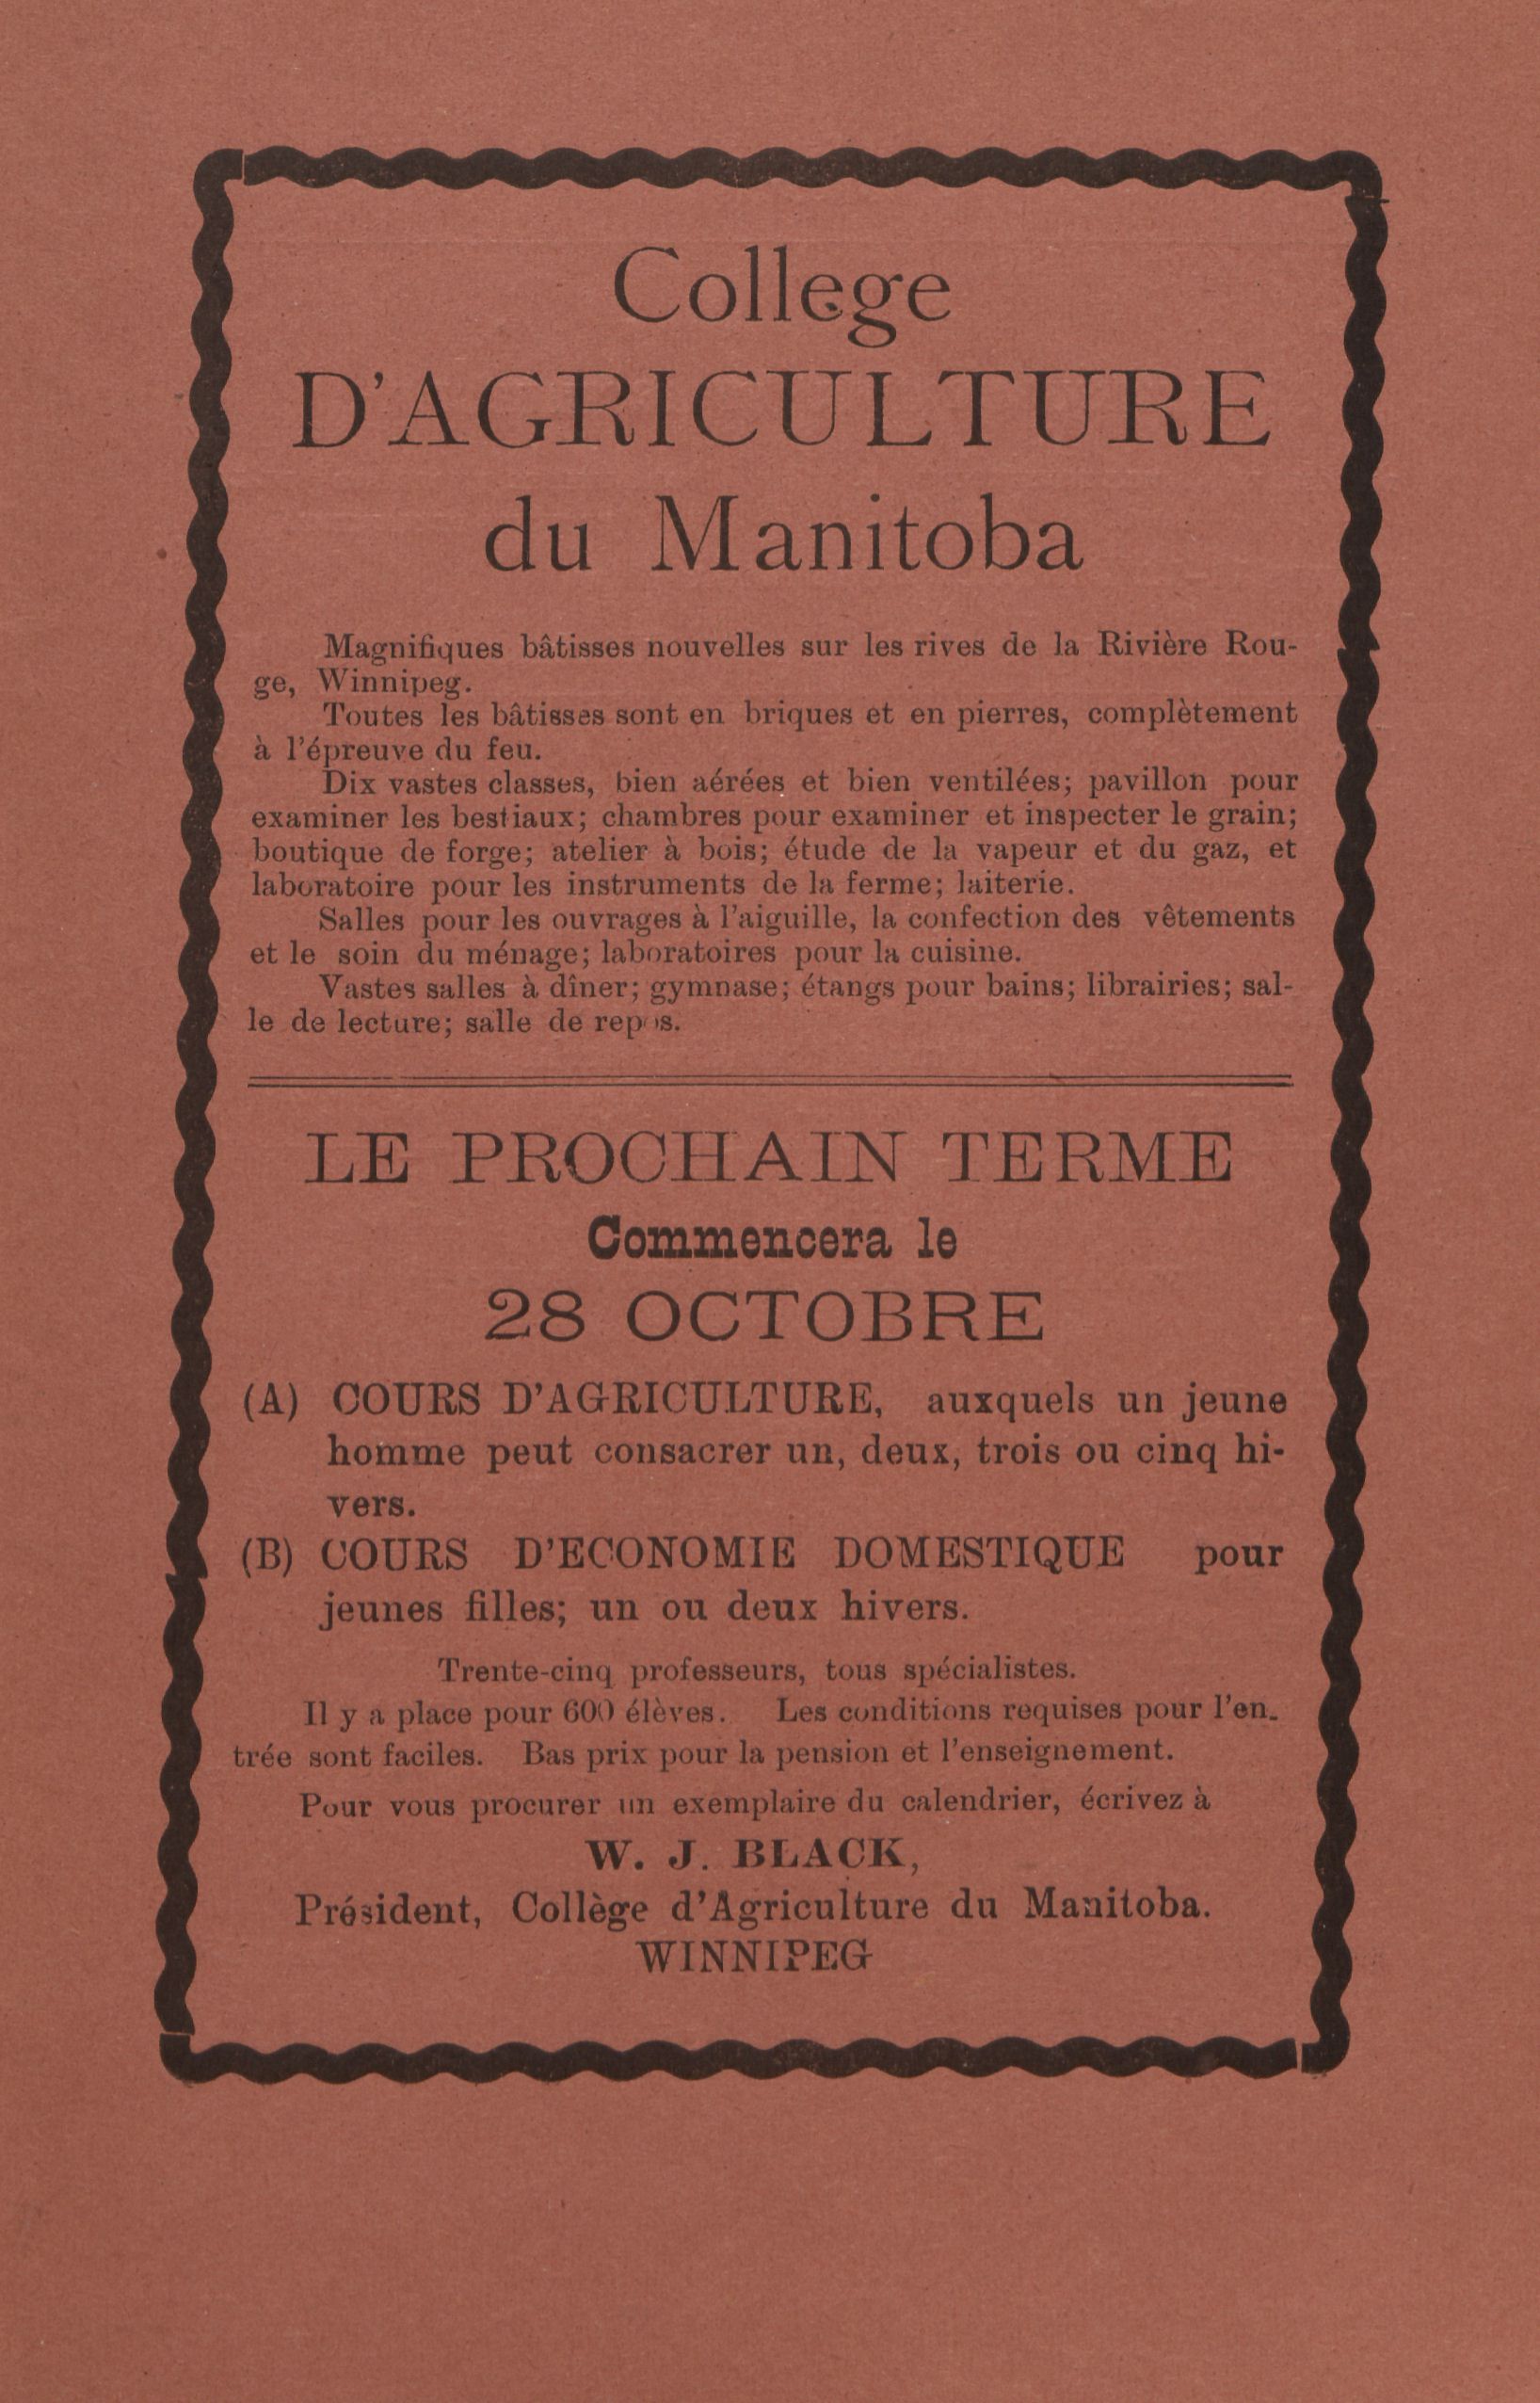 College
D'AGRICULTURE
du Manitoba
Magnifiques bâtisses nouvelles sur les rives de la Rivière Rou-
ge, Winnipeg.
Toutes les bâtisses sont en briques et en pierres, complètement
à l'épreuve du feu.
Dix vastes classes, bien aérées et bien ventilées; pavillon pour
examiner les bestiaux; chambres pour examiner et inspecter le grain;
boutique de forge; atelier à bois; étude de la vapeur et du gaz, et
laboratoire pour les instruments de la ferme; laiterie.
Salles pour les ouvrages à l'aiguille, la confection des vêtements
et le soin du ménage; laboratoires pour la cuisine.
Vastes salles à dîner; gymnase; étangs pour bains; librairies; sal-
le de lecture; salle de repos.
LE PROCHAIN TERME
Commencera le
28 OCTOBRE
(A) COURS D'AGRICULTURE, auxquels un jeune
homme peut consacrer un, deux, trois ou cinq hi-
vers.
(B) COURS D'ECONOMIE DOMESTIQUE pour
jeunes filles; un ou deux hivers.
Trente-cinq professeurs, tous spécialistes.
Il y a place pour 600 élèves. Les conditions requises pour l'en-
trée sont faciles. Bas prix pour la pension et l'enseignement.
Pour vous procurer un exemplaire du calendrier, écrivez à
W. J. BLACK,
Président, Collège d'Agriculture du Manitoba.
WINNIPEG